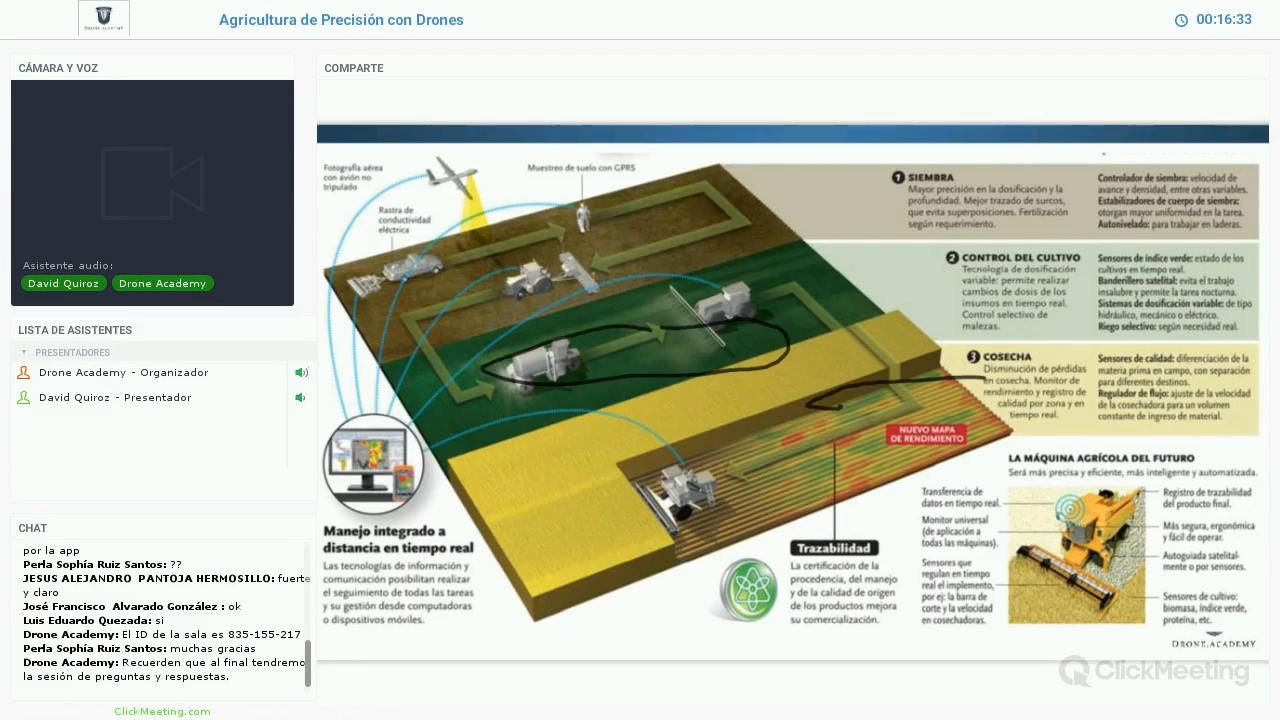 DRONE ACADEMY
Agricultura de Precisión con Drones
00:16:33
CÁMARA Y VOZ
Asistente audio:
David Quiroz
Drone Academy
LISTA DE ASISTENTES
PRESENTADORES
Drone Academy - Organizador
David Quiroz - Presentador
CHAT
por la app
Perla Sophía Ruiz Santos: ??
JESUS ALEJANDRO PANTOJA HERMOSILLO: fuerte
y claro
José Francisco Alvarado González : ok
Luis Eduardo Quezada: si
Drone Academy: El ID de la sala es 835-155-217
Perla Sophía Ruiz Santos: muchas gracias
Drone Academy: Recuerden que al final tendremo
la sesión de preguntas y respuestas.
ClickMeeting.com
COMPARTE
Fotografía aérea
con avión no
tripulado
Muestreo de suelo con GPRS
Rastra de
conductividad
eléctrica
1 SIEMBRA
Mayor precisión en la dosificación y la
profundidad. Mejor trazado de surcos,
que evita superposiciones. Fertilización
según requerimiento.
Controlador de siembra: velocidad de
avance y densidad, entre otras variables.
Estabilizadores de cuerpo de siembra:
otorgan mayor uniformidad en la tarea.
Autonivelado: para trabajar en laderas.
2 CONTROL DEL CULTIVO
Tecnología de dosificación
variable: permite realizar
cambios de dosis de los
insumos en tiempo real.
Control selectivo de
malezas.
Sensores de índice verde: estado de los
cultivos en tiempo real.
Banderillero satelital: evita el trabajo
insalubre y permite la tarea nocturna.
Sistemas de dosificación variable: de tipo
hidráulico, mecánico o eléctrico.
Riego selectivo: según necesidad real.
3 COSECHA
Disminución de pérdidas
en cosecha. Monitor de
rendimiento y registro de
calidad por zona y en
tiempo real.
Sensores de calidad: diferenciación de la
materia prima en campo, con separación
para diferentes destinos.
Regulador de flujo: ajuste de la velocidad
de la cosechadora para un volumen
constante de ingreso de material.
NUEVO MAPA
DE RENDIMIENTO
Manejo integrado a
distancia en tiempo real
Las tecnologías de información y
comunicación posibilitan realizar
el seguimiento de todas las tareas
y su gestión desde computadoras
o dispositivos móviles.
Trazabilidad
La certificación de la
procedencia, del manejo
y de la calidad de origen
de los productos mejora
su comercialización.
LA MÁQUINA AGRÍCOLA DEL FUTURO
Será más precisa y eficiente, más inteligente y automatizada.
Transferencia de
datos en tiempo real.
Monitor universal
(de aplicación a
todas las máquinas).
Sensores que
regulan en tiempo
real el implemento,
por ej: la barra de
corte y la velocidad
en cosechadoras.
Registro de trazabilidad
del producto final.
Más segura, ergonómica
y fácil de operar.
Autoguiada satelital-
mente o por sensores.
Sensores de cultivo:
biomasa, índice verde,
proteína, etc.
DRONE.ACADEMY
ClickMeeting